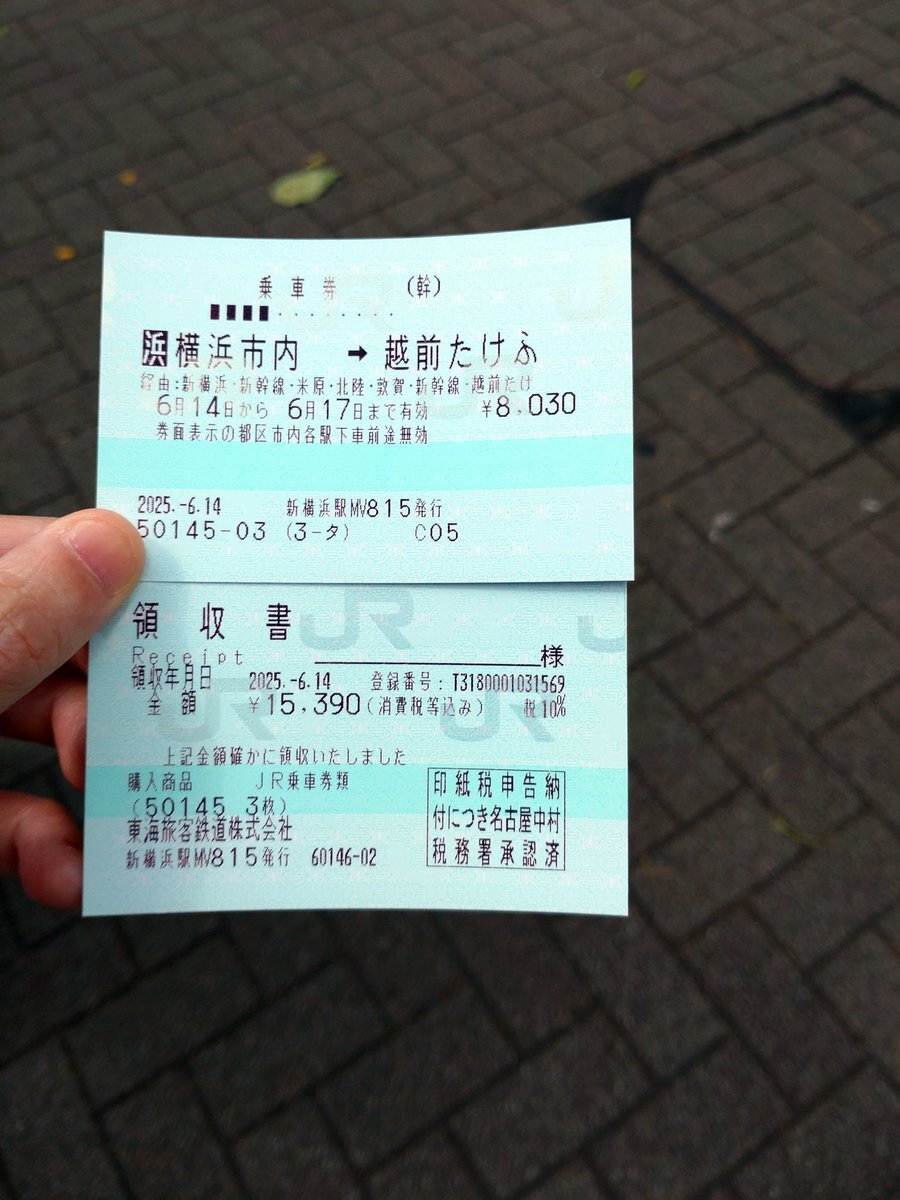 乗車券 (幹)
浜 横浜市内 → 越前たけふ
経由:新横浜・新幹線・米原・北陸・敦賀・新幹線・越前たけ
6月14日から 6月17日まで有効 ¥8,030
券面表示の都区市内各駅下車前途無効
2025.-6.14 新横浜駅MV815発行
50145-03 (3-タ) C05
領収書 JR
Receipt 様
領収年月日 2025.-6.14 登録番号:T3180001031569
金額 ¥15,390(消費税等込み) 税10%
上記金額確かに領収いたしました
購入商品 JR乗車券類
(50145 3枚)
東海旅客鉄道株式会社
新横浜駅MV815発行 60146-02
印紙税申告納
付につき名古屋中村
税務署承認済